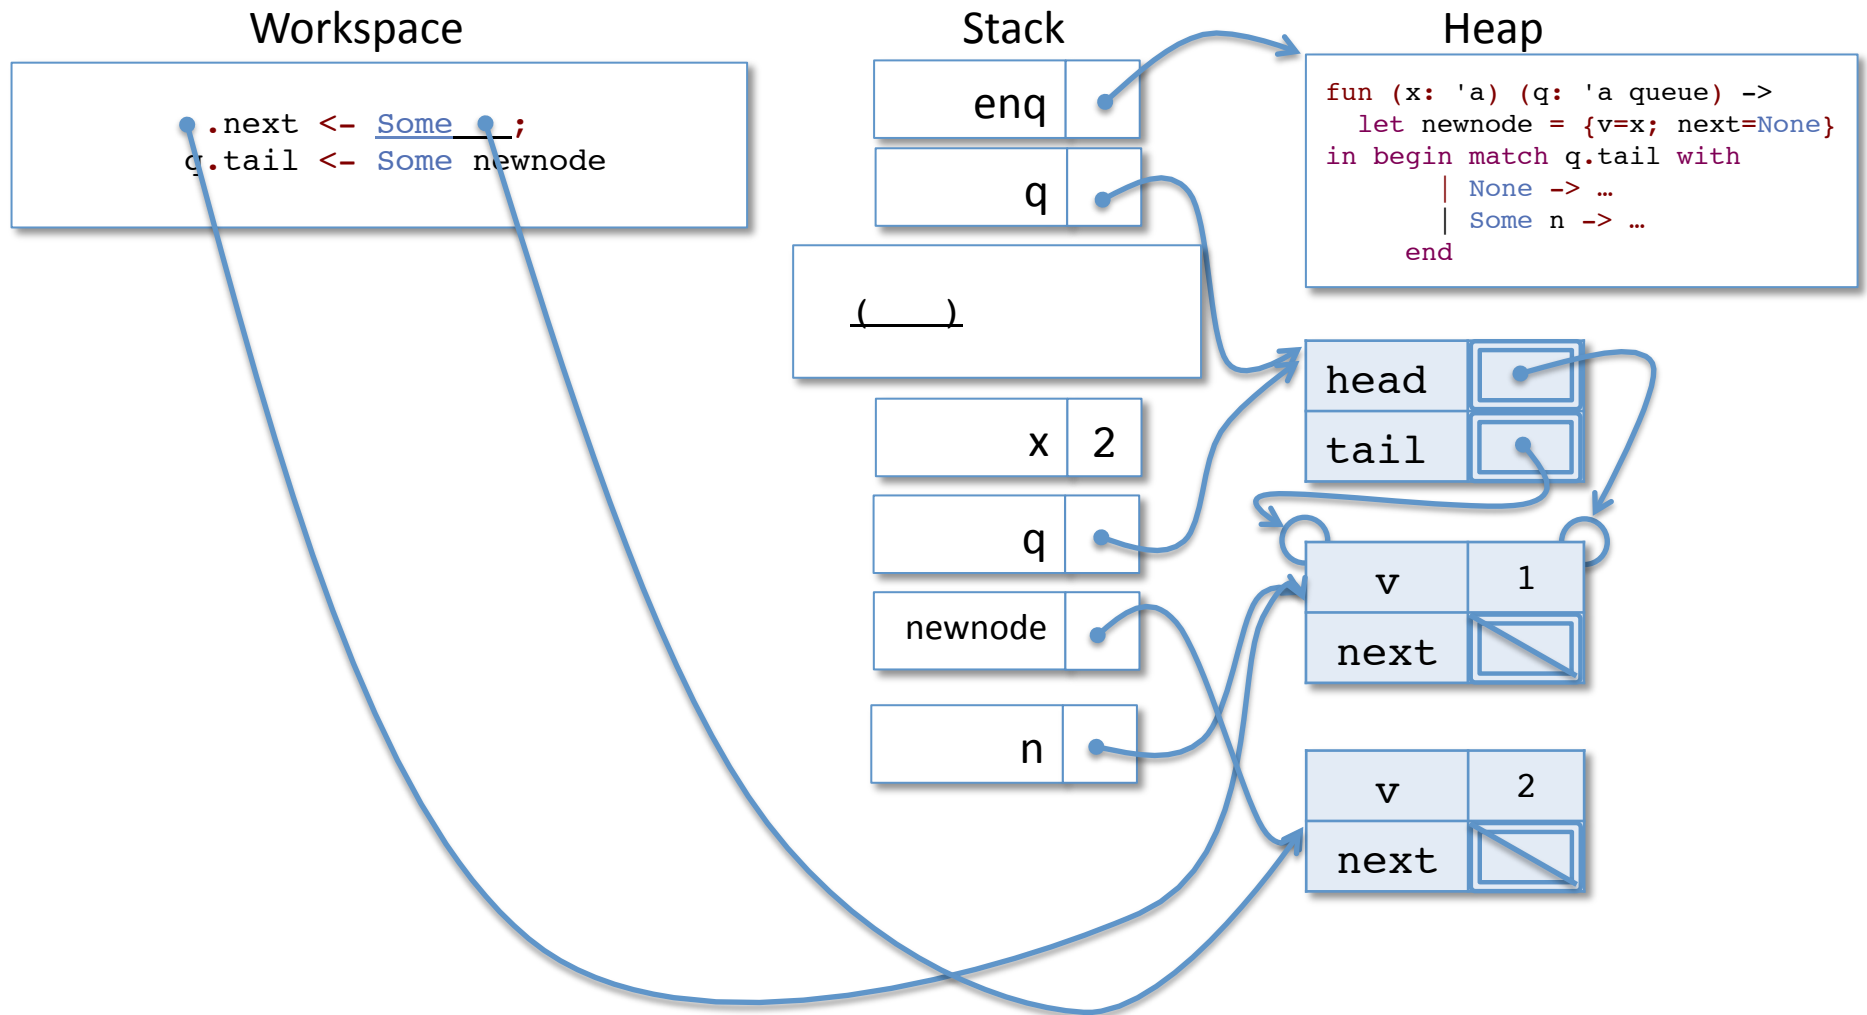 Workspace
.next <- Some ;
q.tail <- Some newnode
Stack
enq
q
( )
x 2
q
newnode
n
Heap
fun (x: 'a) (q: 'a queue) ->
let newnode = {v=x; next=None}
in begin match q.tail with
| None -> …
| Some n -> …
end
head
tail
v 1
next
v 2
next